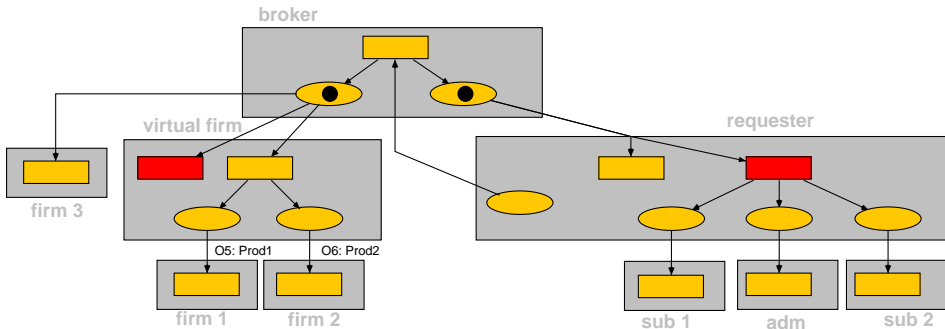 broker
virtual firm
requester
firm 3
O5: Prod1
O6: Prod2
firm 1
firm 2
sub 1
adm
sub 2